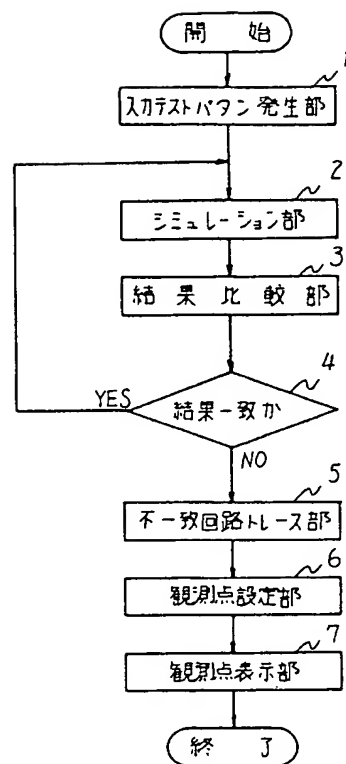 開 始
1
入力テストパタン発生部
2
シミュレーション部
3
結 果 比 較 部
4
結果一致か
YES
NO
5
不一致回路トレース部
6
観測点設定部
7
観測点表示部
終 了